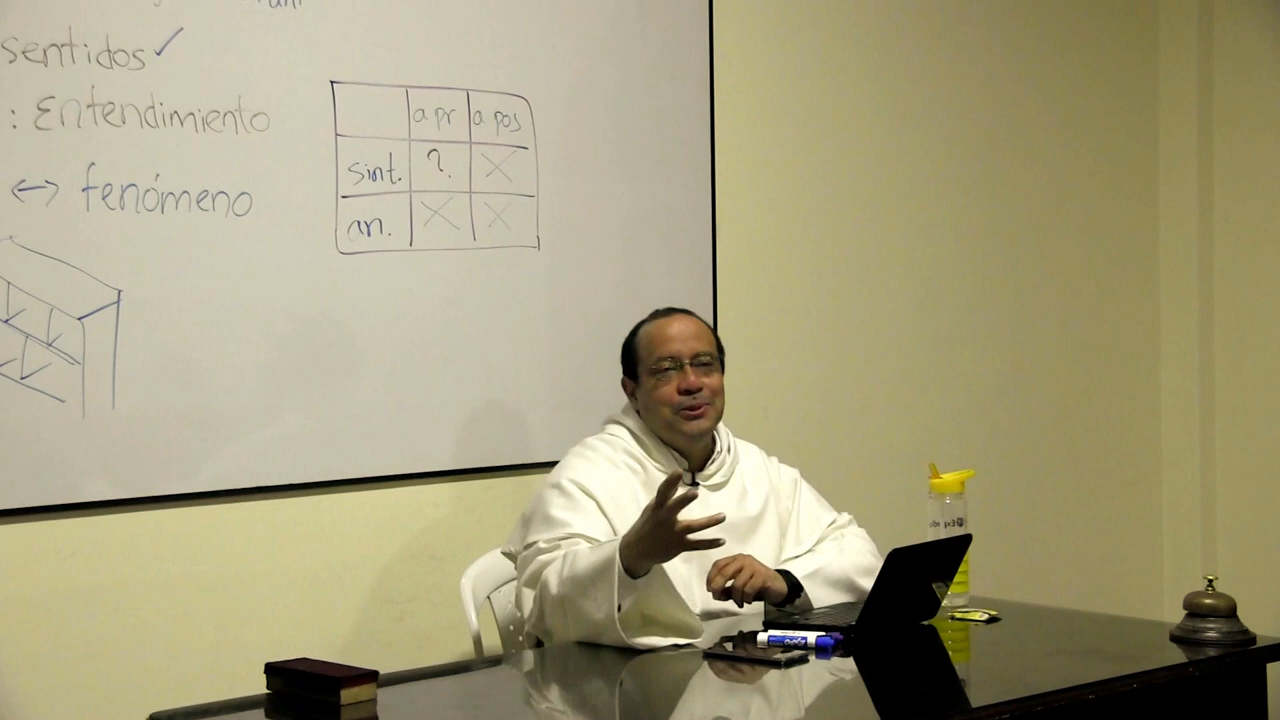 sentidos ✓
: Entendimiento
↔ fenómeno
a pr a pos
sint. ? X
an. X X